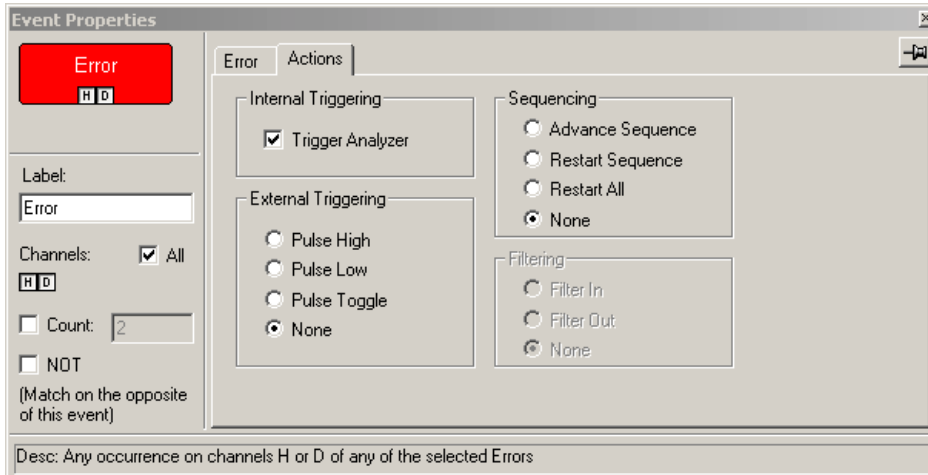 Event Properties
Error
H D
Label:
Error
Channels:
All
H D
Count:
2
NOT
(Match on the opposite
of this event)
Error
Actions
Internal Triggering
Trigger Analyzer
External Triggering
Pulse High
Pulse Low
Pulse Toggle
None
Sequencing
Advance Sequence
Restart Sequence
Restart All
None
Filtering
Filter In
Filter Out
None
Desc: Any occurrence on channels H or D of any of the selected Errors